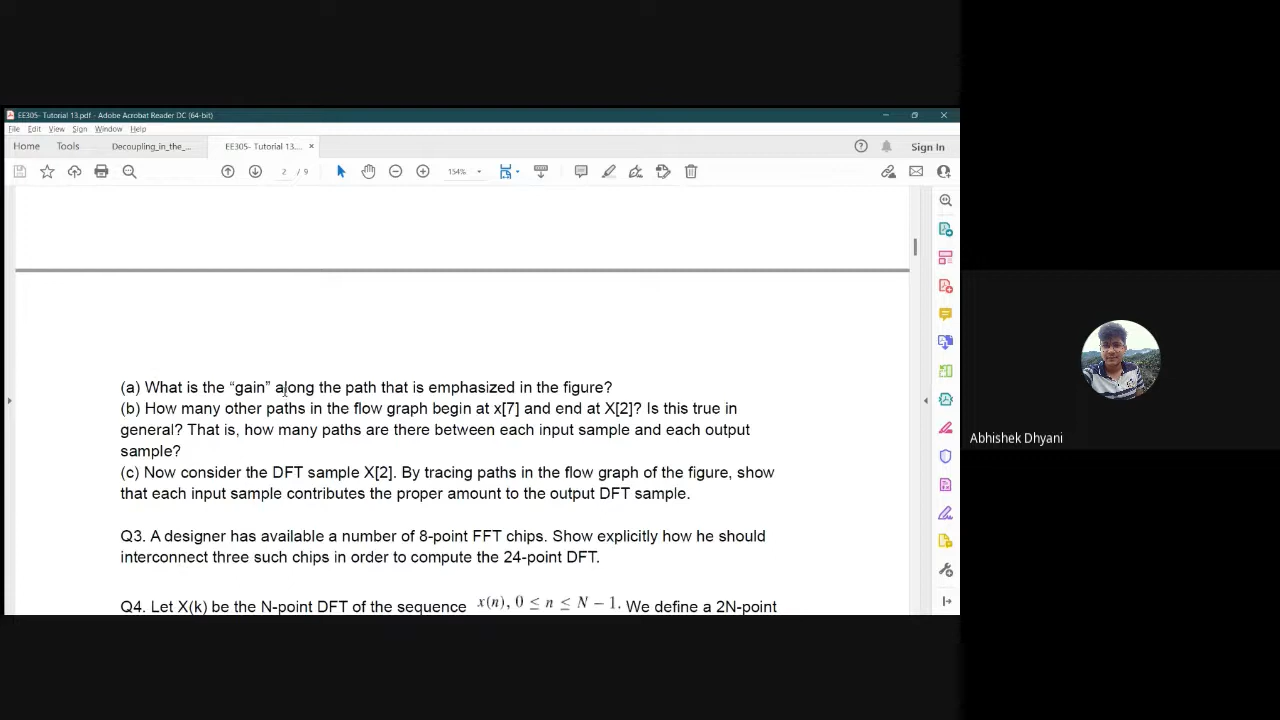 EE305- Tutorial 13.pdf - Adobe Acrobat Reader DC (64-bit)
File Edit View Sign Window Help
Home Tools Decoupling_in_the_... EE305- Tutorial 13.... × Sign In
2 / 9 154%
(a) What is the “gain” along the path that is emphasized in the figure?
(b) How many other paths in the flow graph begin at x[7] and end at X[2]? Is this true in
general? That is, how many paths are there between each input sample and each output
sample?
(c) Now consider the DFT sample X[2]. By tracing paths in the flow graph of the figure, show
that each input sample contributes the proper amount to the output DFT sample.
Q3. A designer has available a number of 8-point FFT chips. Show explicitly how he should
interconnect three such chips in order to compute the 24-point DFT.
Q4. Let X(k) be the N-point DFT of the sequence x(n), 0 ≤ n ≤ N − 1. We define a 2N-point
Abhishek Dhyani